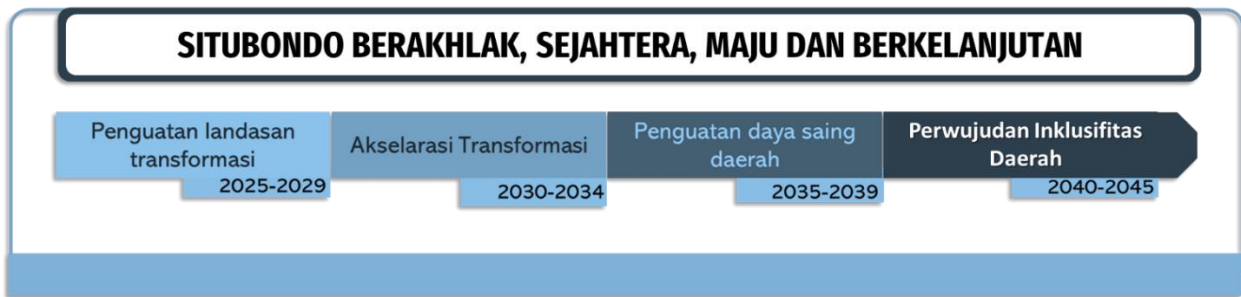 SITUBONDO BERAKHLAK, SEJAHTERA, MAJU DAN BERKELANJUTAN
Penguatan landasan
transformasi
2025-2029
Akselarasi Transformasi
2030-2034
Penguatan daya saing
daerah
2035-2039
Perwujudan Inklusifitas
Daerah
2040-2045